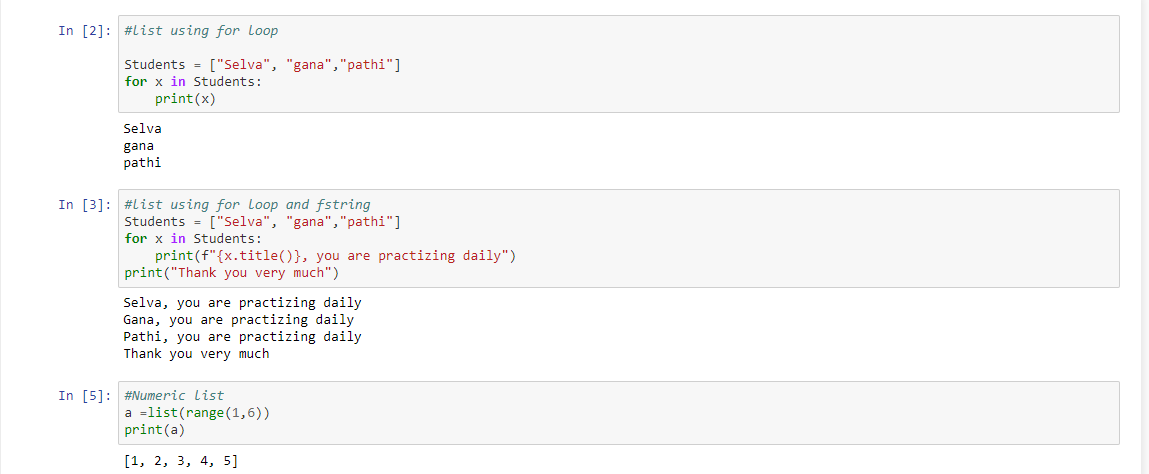 In [2]: #list using for loop
Students = ["Selva", "gana","pathi"]
for x in Students:
    print(x)
Selva
gana
pathi
In [3]: #list using for loop and fstring
Students = ["Selva", "gana","pathi"]
for x in Students:
    print(f"{x.title()}, you are practizing daily")
print("Thank you very much")
Selva, you are practizing daily
Gana, you are practizing daily
Pathi, you are practizing daily
Thank you very much
In [5]: #Numeric list
a =list(range(1,6))
print(a)
[1, 2, 3, 4, 5]